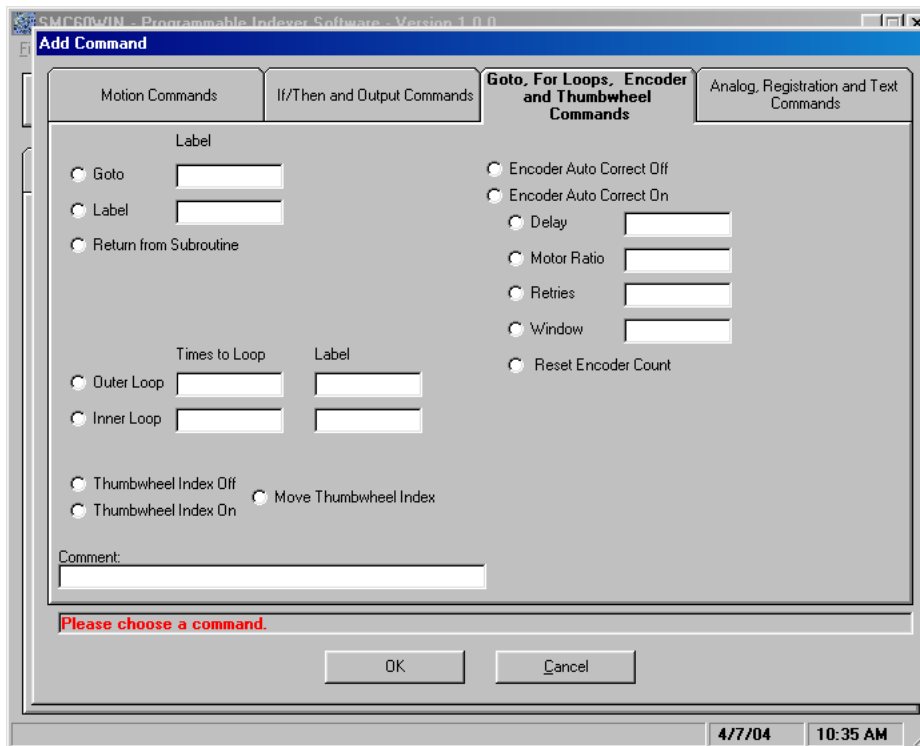 SMC60WIN - Programmable Indexer Software - Version 1.0.0
Add Command
Motion Commands
If/Then and Output Commands
Goto, For Loops, Encoder
and Thumbwheel
Commands
Analog, Registration and Text
Commands
Label
Goto
Label
Return from Subroutine
Times to Loop Label
Outer Loop
Inner Loop
Thumbwheel Index Off
Thumbwheel Index On
Move Thumbwheel Index
Encoder Auto Correct Off
Encoder Auto Correct On
Delay
Motor Ratio
Retries
Window
Reset Encoder Count
Comment:
Please choose a command.
OK Cancel
4/7/04 10:35 AM